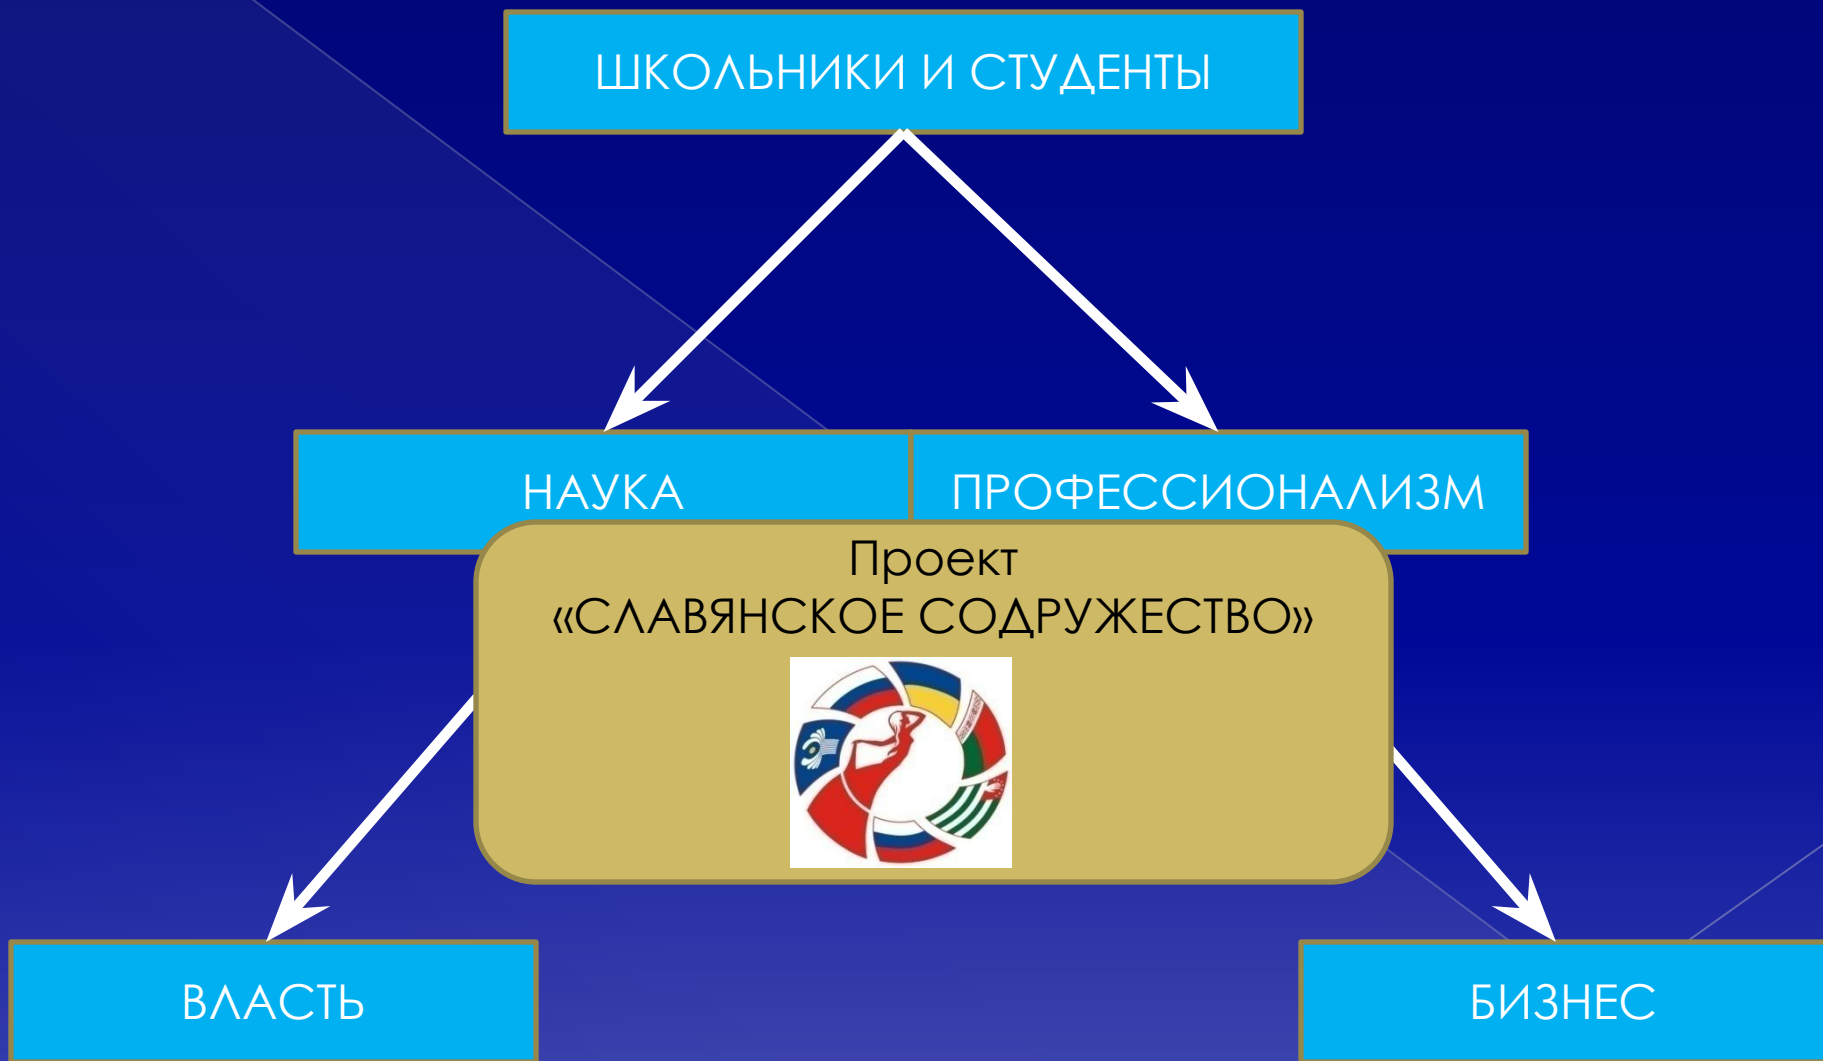 ШКОЛЬНИКИ И СТУДЕНТЫ
НАУКА
ПРОФЕССИОНАЛИЗМ
Проект
«СЛАВЯНСКОЕ СОДРУЖЕСТВО»
ВЛАСТЬ
БИЗНЕС